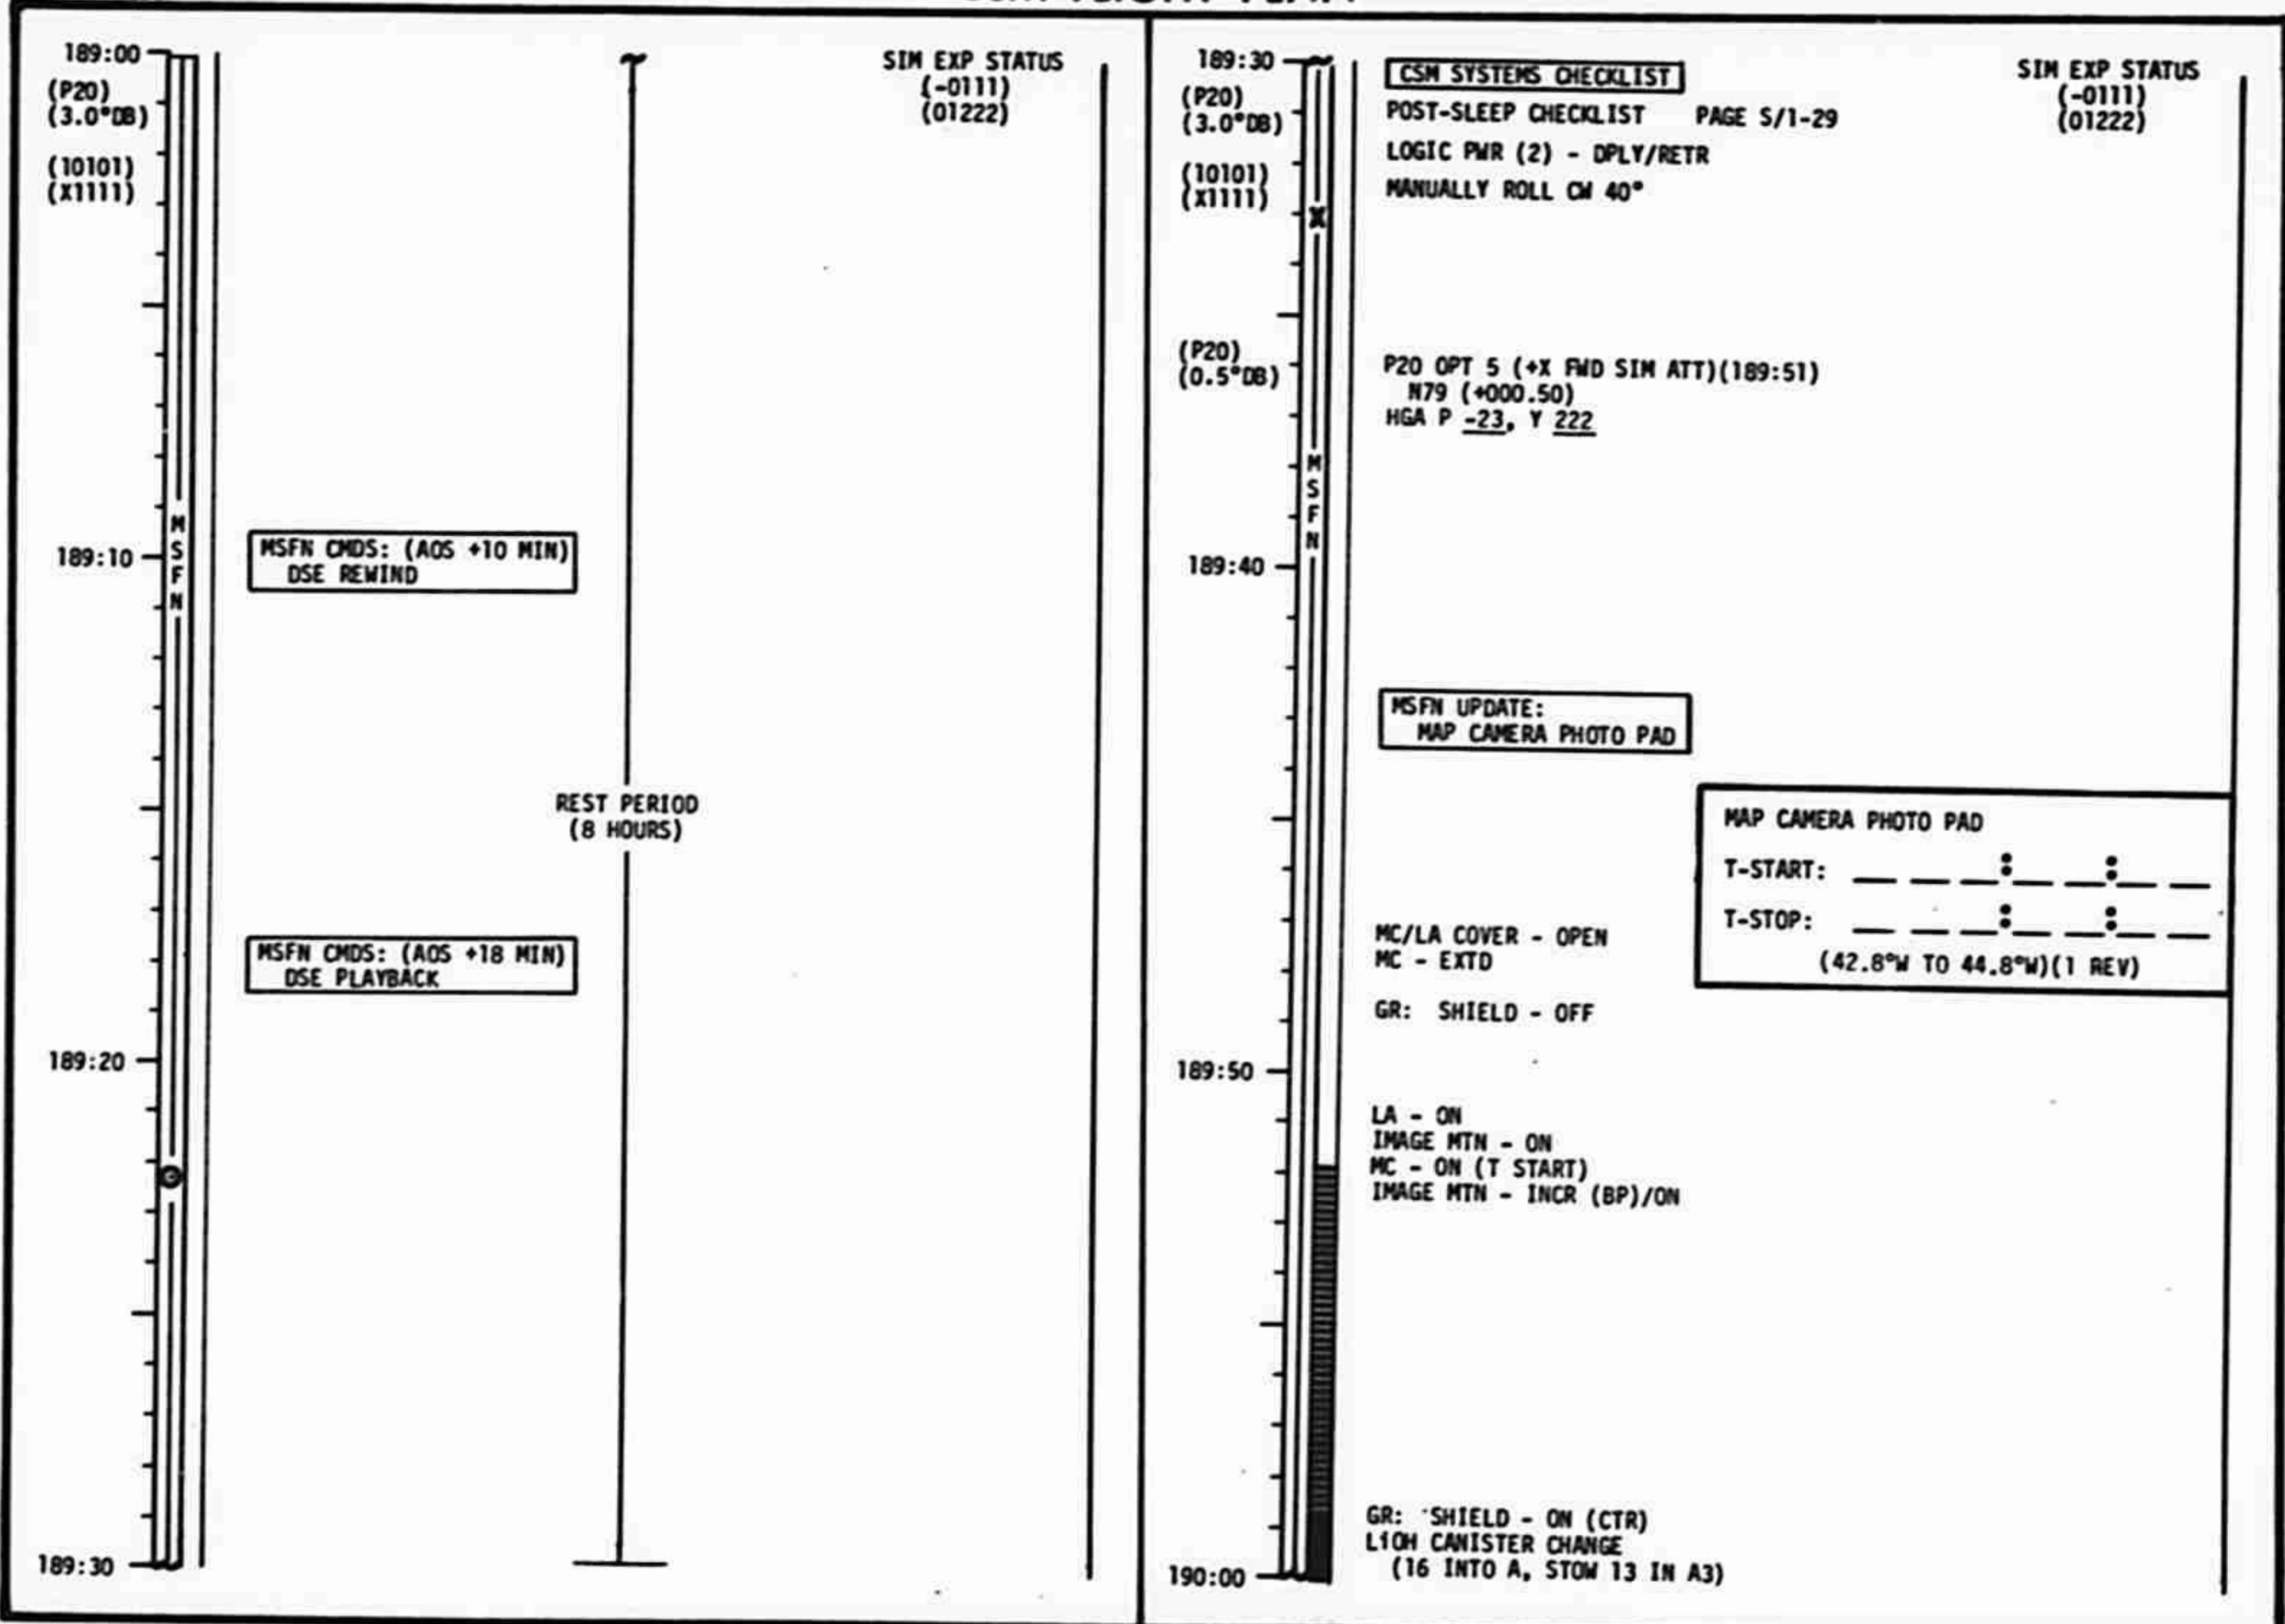 CSM FLIGHT PLAN
189:00
(P20)
(3.0°DB)
(10101)
(X1111)
SIM EXP STATUS
(-0111)
(01222)
M
S
F
N
189:10
MSFN CMDS: (AOS +10 MIN)
DSE REWIND
REST PERIOD
(8 HOURS)
MSFN CMDS: (AOS +18 MIN)
DSE PLAYBACK
189:20
189:30
189:30
(P20)
(3.0°DB)
(10101)
(X1111)
X
CSM SYSTEMS CHECKLIST
POST-SLEEP CHECKLIST PAGE S/1-29
LOGIC PWR (2) - DPLY/RETR
MANUALLY ROLL CW 40°
SIM EXP STATUS
(-0111)
(01222)
(P20)
(0.5°DB)
P20 OPT 5 (+X FWD SIM ATT)(189:51)
N79 (+000.50)
HGA P -23, Y 222
M
S
F
N
189:40
MSFN UPDATE:
MAP CAMERA PHOTO PAD
MAP CAMERA PHOTO PAD
T-START: _ _ _:_ _:_ _
T-STOP: _ _ _:_ _:_ _
(42.8°W TO 44.8°W)(1 REV)
MC/LA COVER - OPEN
MC - EXTD
GR: SHIELD - OFF
189:50
LA - ON
IMAGE MTN - ON
MC - ON (T START)
IMAGE MTN - INCR (BP)/ON
GR: SHIELD - ON (CTR)
LiOH CANISTER CHANGE
(16 INTO A, STOW 13 IN A3)
190:00